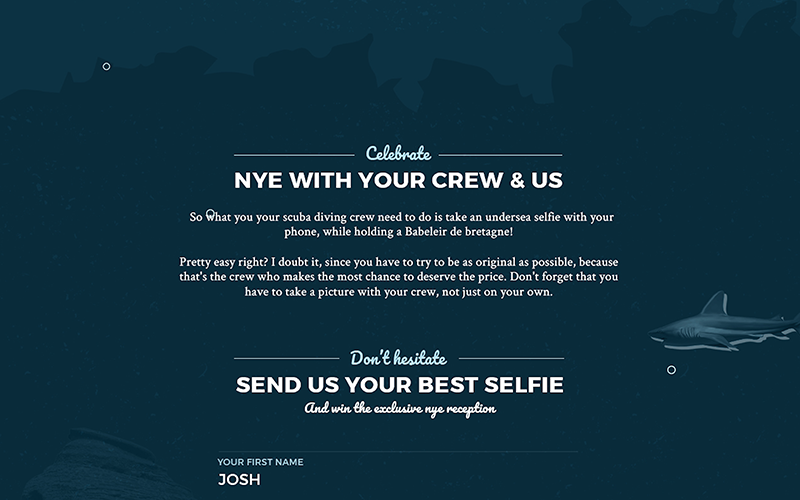 Celebrate
NYE WITH YOUR CREW & US
So what you your scuba diving crew need to do is take an undersea selfie with your
phone, while holding a Babeleir de bretagne!
Pretty easy right? I doubt it, since you have to try to be as original as possible, because
that's the crew who makes the most chance to deserve the price. Don't forget that you
have to take a picture with your crew, not just on your own.
Don't hesitate
SEND US YOUR BEST SELFIE
And win the exclusive nye reception
YOUR FIRST NAME
JOSH